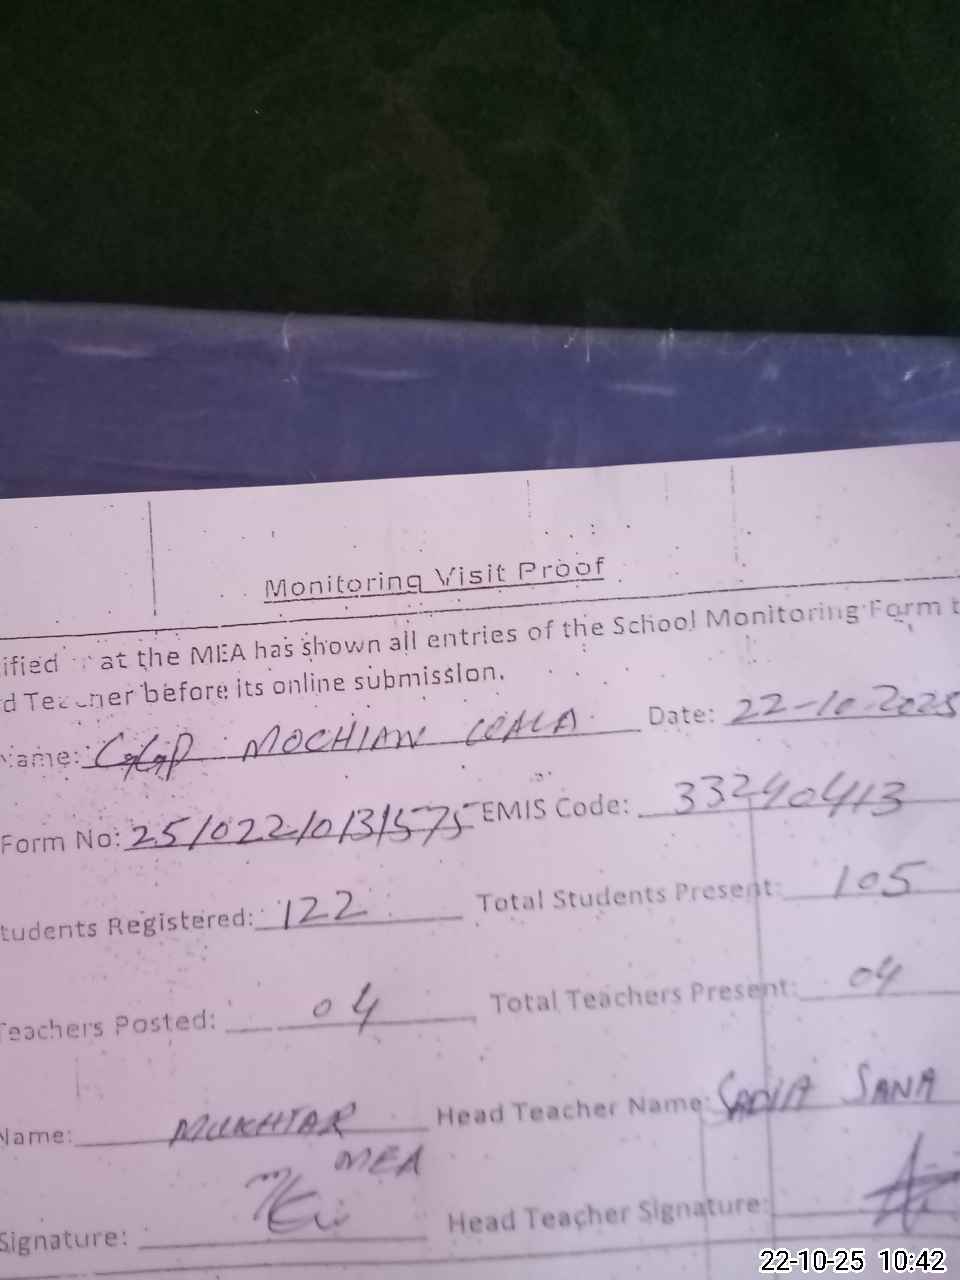 Monitoring Visit Proof
ified at the MEA has shown all entries of the School Monitoring Form
d Teacher before its online submission.
Name: GGP MOCHIAN WALA Date: 22-10-2025
Form No: 25/022/0131575 EMIS Code: 33240413
tudents Registered: 122 Total Students Present: 105
Teachers Posted: 04 Total Teachers Present: 04
Name: MUKHTAR Head Teacher Name: SADIA SANA
MEA
Signature: Head Teacher Signature:
22-10-25 10:42